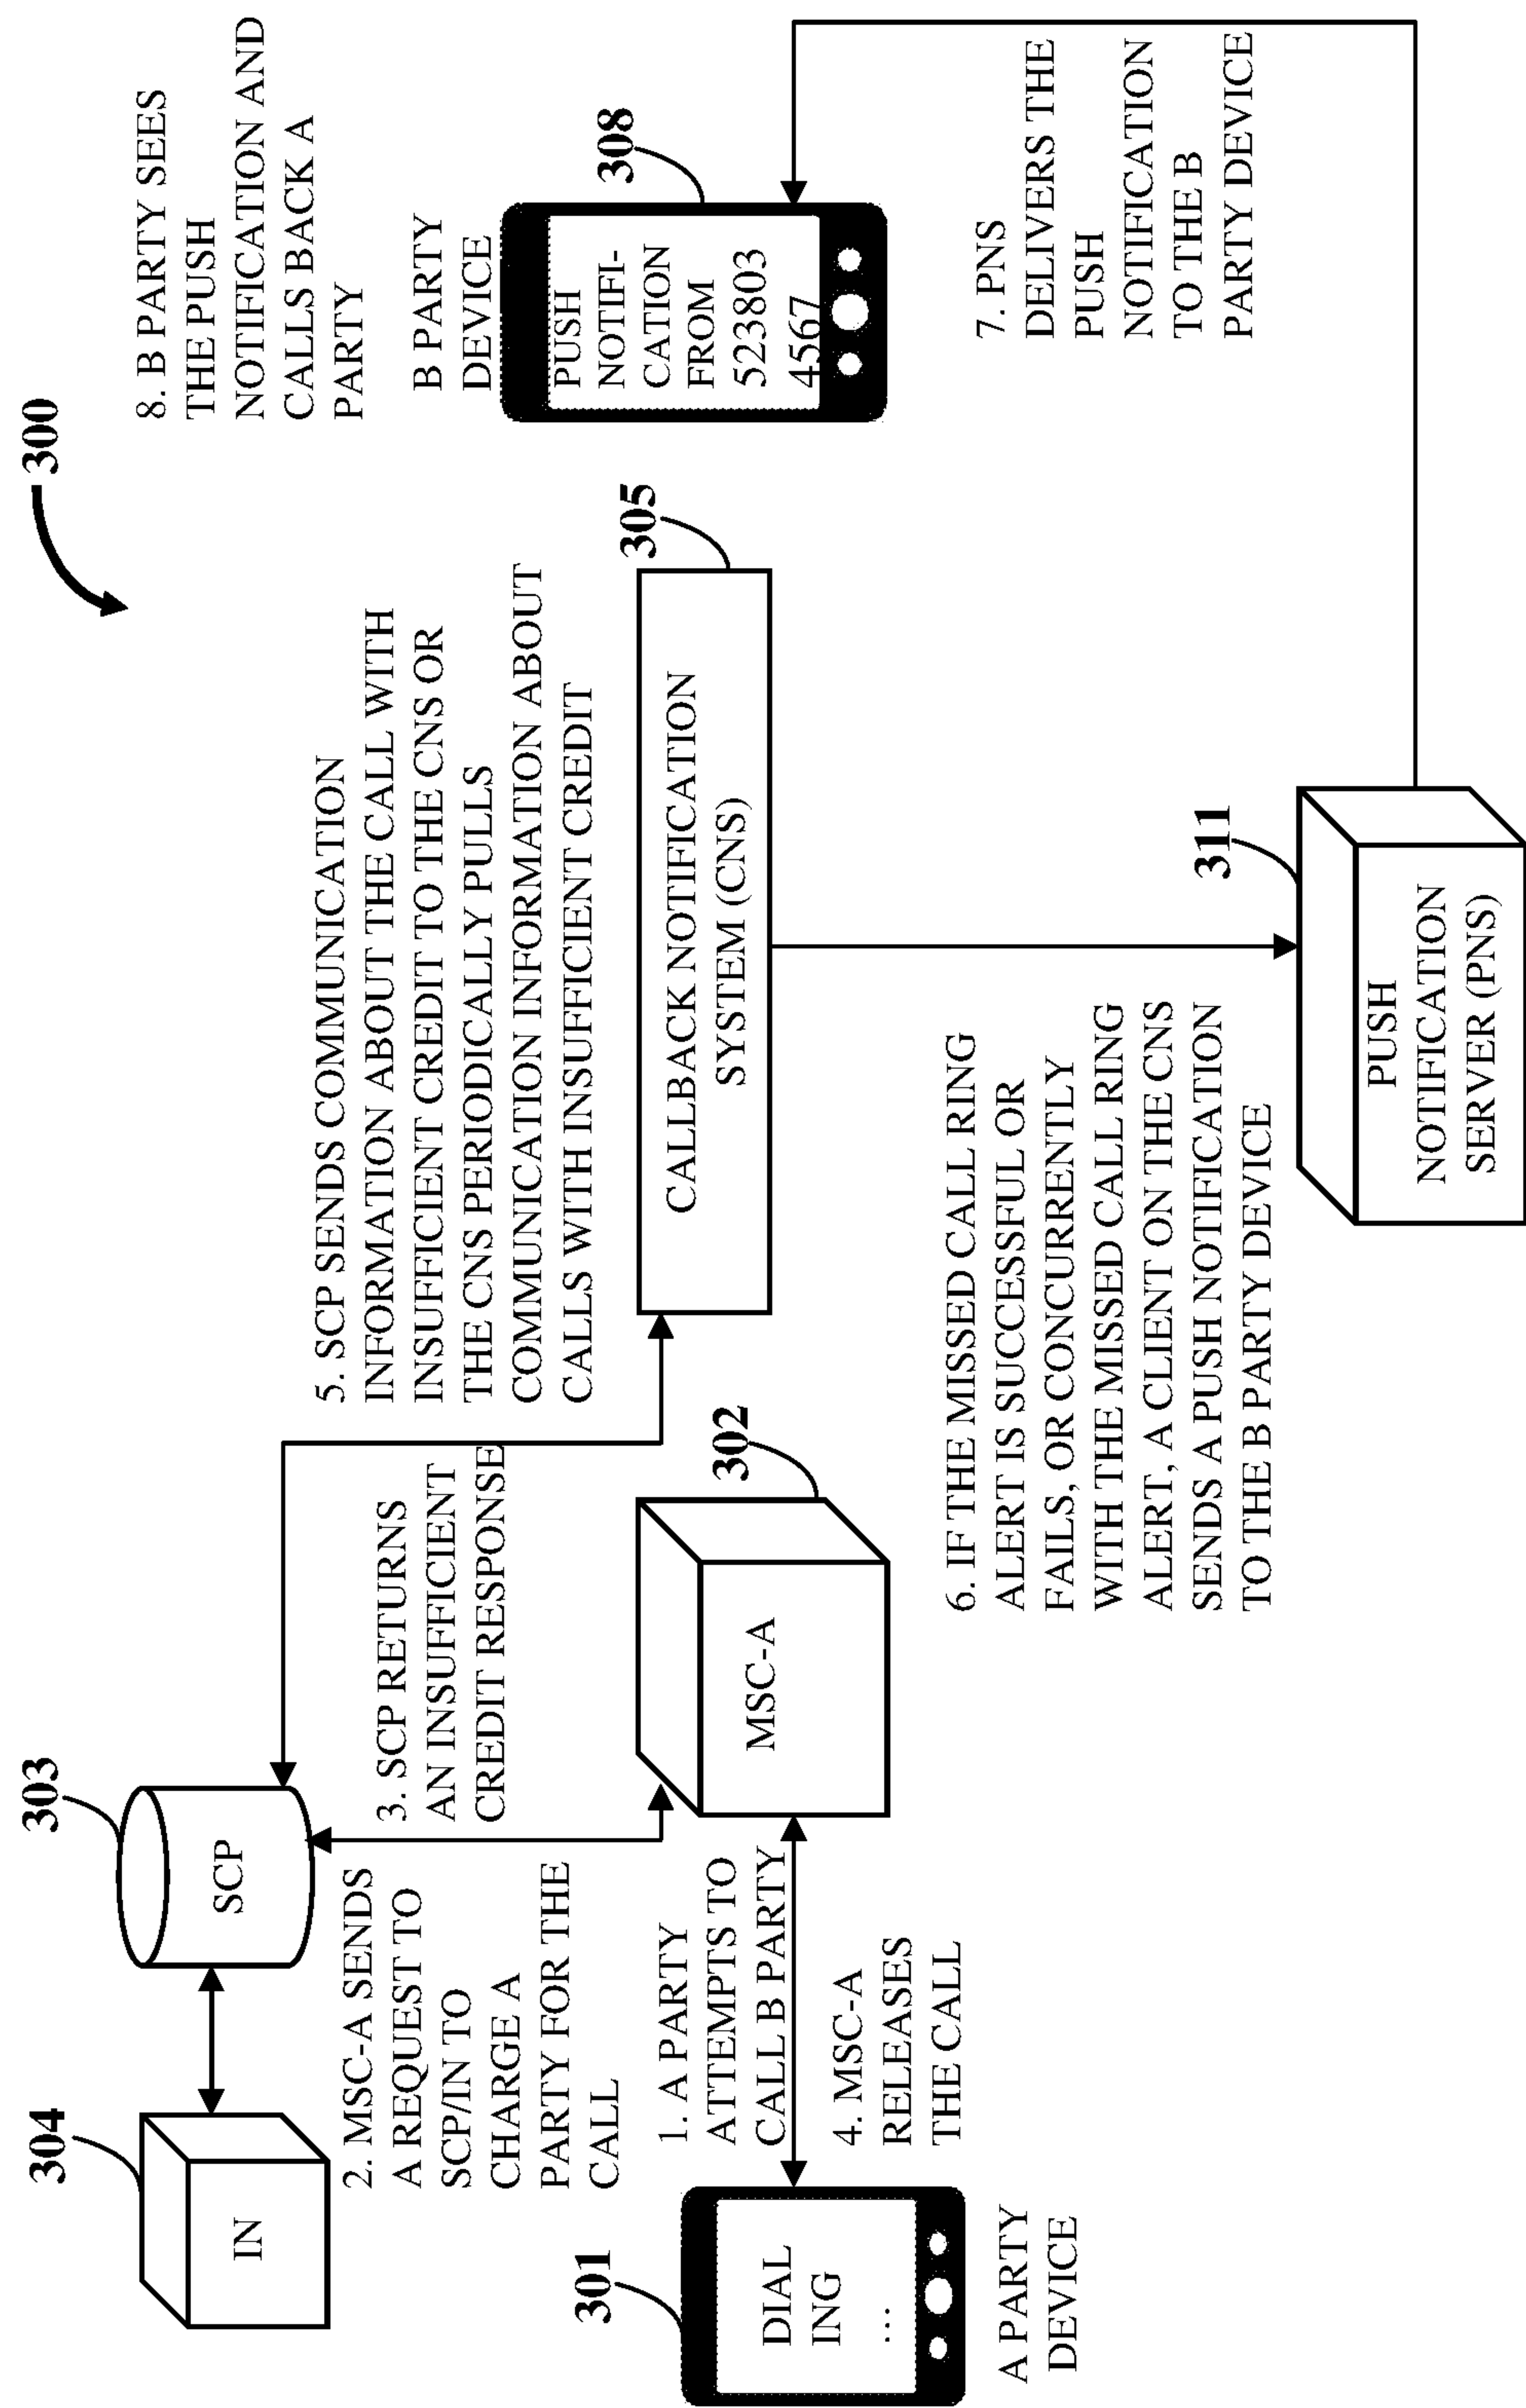 300
304
IN
303
SCP
2. MSC-A SENDS
A REQUEST TO
SCP/IN TO
CHARGE A
PARTY FOR THE
CALL
3. SCP RETURNS
AN INSUFFICIENT
CREDIT RESPONSE
5. SCP SENDS COMMUNICATION
INFORMATION ABOUT THE CALL WITH
INSUFFICIENT CREDIT TO THE CNS OR
THE CNS PERIODICALLY PULLS
COMMUNICATION INFORMATION ABOUT
CALLS WITH INSUFFICIENT CREDIT
8. B PARTY SEES
THE PUSH
NOTIFICATION AND
CALLS BACK A
PARTY
B PARTY
DEVICE
308
PUSH
NOTIFI-
CATION
FROM
523803
4567
301
DIAL
ING
...
A PARTY
DEVICE
1. A PARTY
ATTEMPTS TO
CALL B PARTY
4. MSC-A
RELEASES
THE CALL
302
MSC-A
305
CALLBACK NOTIFICATION
SYSTEM (CNS)
6. IF THE MISSED CALL RING
ALERT IS SUCCESSFUL OR
FAILS, OR CONCURRENTLY
WITH THE MISSED CALL RING
ALERT, A CLIENT ON THE CNS
SENDS A PUSH NOTIFICATION
TO THE B PARTY DEVICE
311
PUSH
NOTIFICATION
SERVER (PNS)
7. PNS
DELIVERS THE
PUSH
NOTIFICATION
TO THE B
PARTY DEVICE